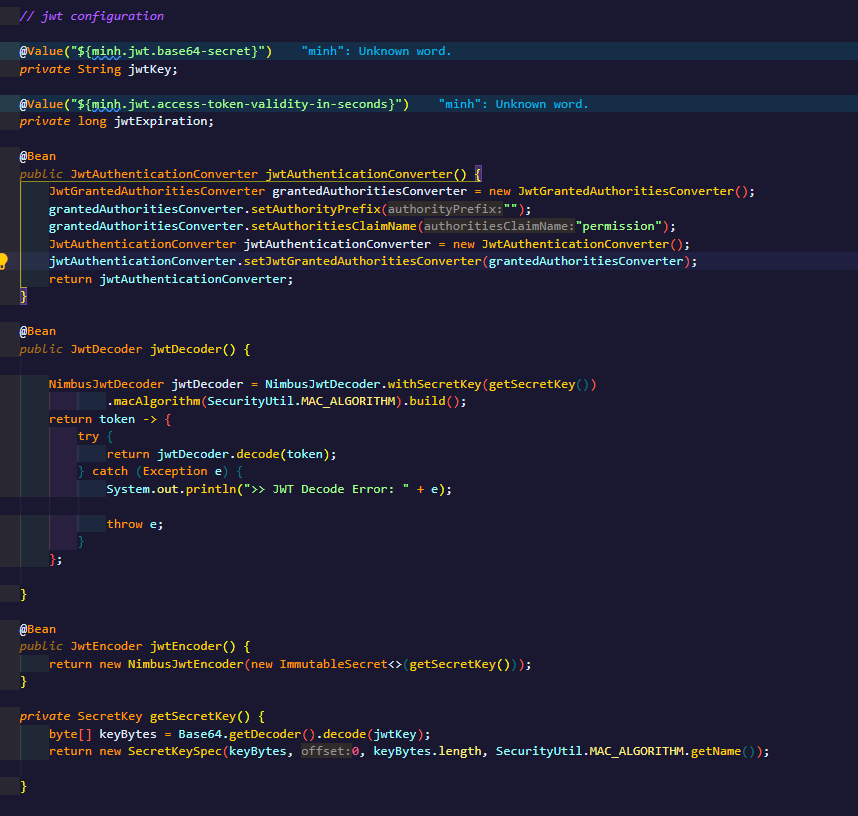 // jwt configuration
@Value("${minh.jwt.base64-secret}")    "minh": Unknown word.
private String jwtKey;
@Value("${minh.jwt.access-token-validity-in-seconds}")    "minh": Unknown word.
private long jwtExpiration;
@Bean
public JwtAuthenticationConverter jwtAuthenticationConverter() {
JwtGrantedAuthoritiesConverter grantedAuthoritiesConverter = new JwtGrantedAuthoritiesConverter();
grantedAuthoritiesConverter.setAuthorityPrefix(authorityPrefix:"");
grantedAuthoritiesConverter.setAuthoritiesClaimName(authoritiesClaimName:"permission");
JwtAuthenticationConverter jwtAuthenticationConverter = new JwtAuthenticationConverter();
jwtAuthenticationConverter.setJwtGrantedAuthoritiesConverter(grantedAuthoritiesConverter);
return jwtAuthenticationConverter;
}
@Bean
public JwtDecoder jwtDecoder() {
NimbusJwtDecoder jwtDecoder = NimbusJwtDecoder.withSecretKey(getSecretKey())
.macAlgorithm(SecurityUtil.MAC_ALGORITHM).build();
return token -> {
try {
return jwtDecoder.decode(token);
} catch (Exception e) {
System.out.println(">> JWT Decode Error: " + e);
throw e;
}
};
}
@Bean
public JwtEncoder jwtEncoder() {
return new NimbusJwtEncoder(new ImmutableSecret<>(getSecretKey()));
}
private SecretKey getSecretKey() {
byte[] keyBytes = Base64.getDecoder().decode(jwtKey);
return new SecretKeySpec(keyBytes, offset:0, keyBytes.length, SecurityUtil.MAC_ALGORITHM.getName());
}